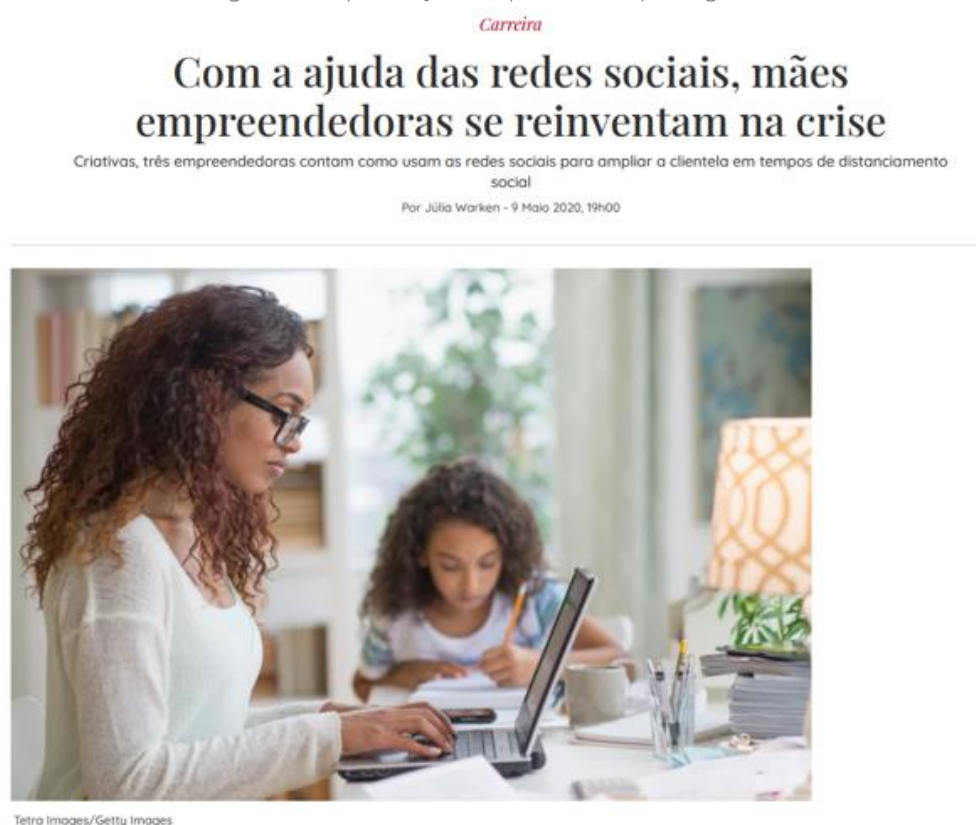 Carreira
Com a ajuda das redes sociais, mães
empreendedoras se reinventam na crise
Criativas, três empreendedoras contam como usam as redes sociais para ampliar a clientela em tempos de distanciamento
social
Por Júlia Warken - 9 Maio 2020, 19h00
Tetra Images/Getty Images